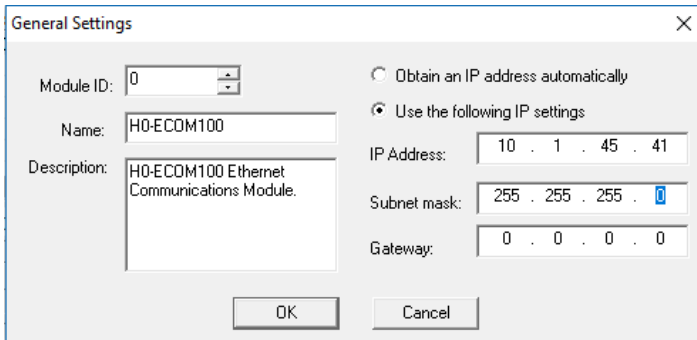 General Settings
Module ID: 0
Name: H0-ECOM100
Description: H0-ECOM100 Ethernet
Communications Module.
Obtain an IP address automatically
Use the following IP settings
IP Address: 10 . 1 . 45 . 41
Subnet mask: 255 . 255 . 255 . 0
Gateway: 0 . 0 . 0 . 0
OK
Cancel